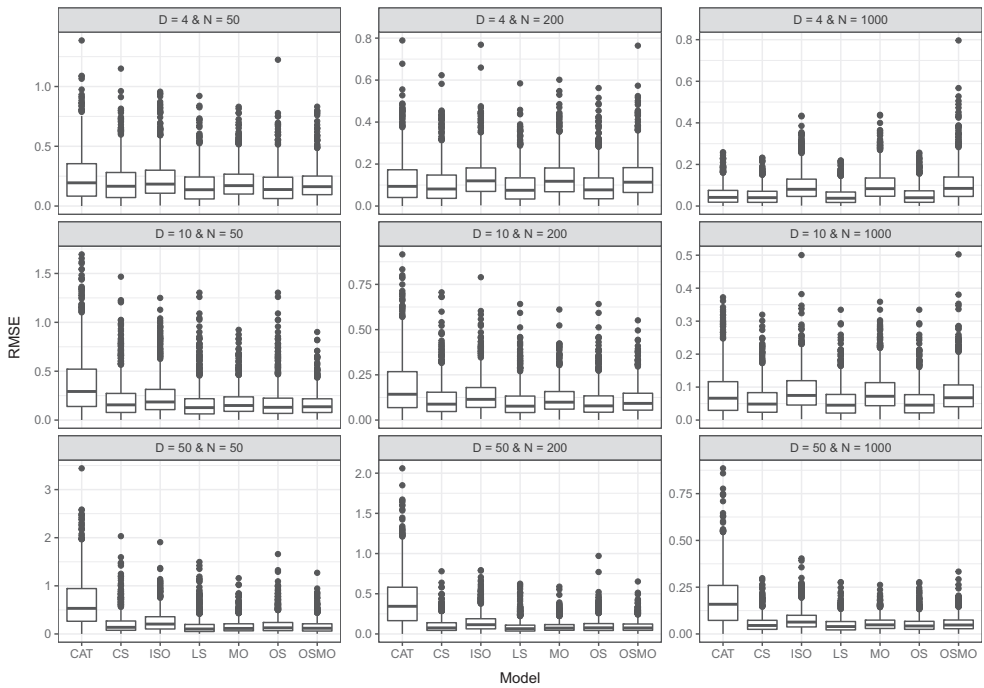 D = 4 & N = 50
D = 4 & N = 200
D = 4 & N = 1000
1.0
0.5
0.0
0.8
0.6
0.4
0.2
0.0
0.8
0.6
0.4
0.2
0.0
D = 10 & N = 50
D = 10 & N = 200
D = 10 & N = 1000
RMSE
1.5
1.0
0.5
0.0
0.75
0.50
0.25
0.00
0.5
0.4
0.3
0.2
0.1
0.0
D = 50 & N = 50
D = 50 & N = 200
D = 50 & N = 1000
3
2
1
0
2.0
1.5
1.0
0.5
0.0
0.75
0.50
0.25
0.00
CAT CS ISO LS MO OS OSMO
CAT CS ISO LS MO OS OSMO
CAT CS ISO LS MO OS OSMO
Model